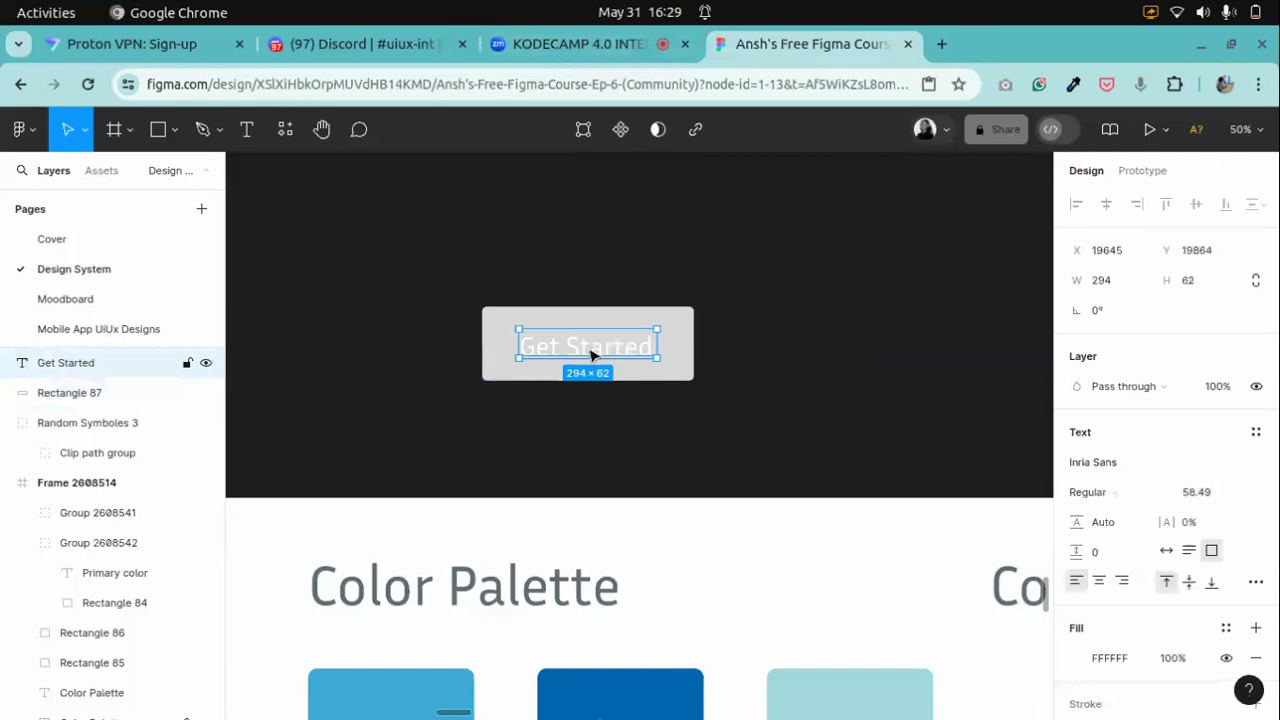 Activities
Google Chrome
May 31 16:29
Proton VPN: Sign-up
(97) Discord | #uiux-int
KODECAMP 4.0 INTE
Ansh's Free Figma Cours
figma.com/design/XSlXiHbkOrpMUVdHB14KMD/Ansh's-Free-Figma-Course-Ep-6-(Community)?node-id=1-13&t=Af5WiKZsL8om...
Share
A?
50%
Layers
Assets
Design ...
Design
Prototype
Pages
Cover
Design System
Moodboard
Mobile App UiUx Designs
Get Started
Rectangle 87
Random Symboles 3
Clip path group
Frame 2608514
Group 2608541
Group 2608542
Primary color
Rectangle 84
Rectangle 86
Rectangle 85
Color Palette
Get Started
294 × 62
Color Palette
Co
X 19645
Y 19864
W 294
H 62
0°
Layer
Pass through
100%
Text
Inria Sans
Regular
58.49
Auto
|A| 0%
0
Fill
FFFFFF
100%
Stroke
?